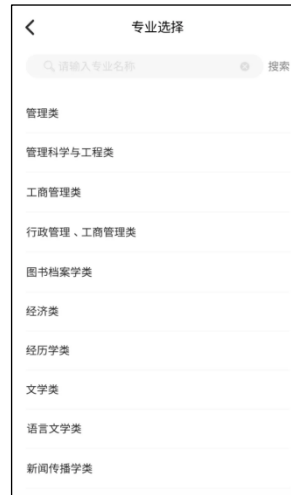 专业选择
请输入专业名称 搜索
管理类
管理科学与工程类
工商管理类
行政管理、工商管理类
图书档案学类
经济类
经历学类
文学类
语言文学类
新闻传播学类